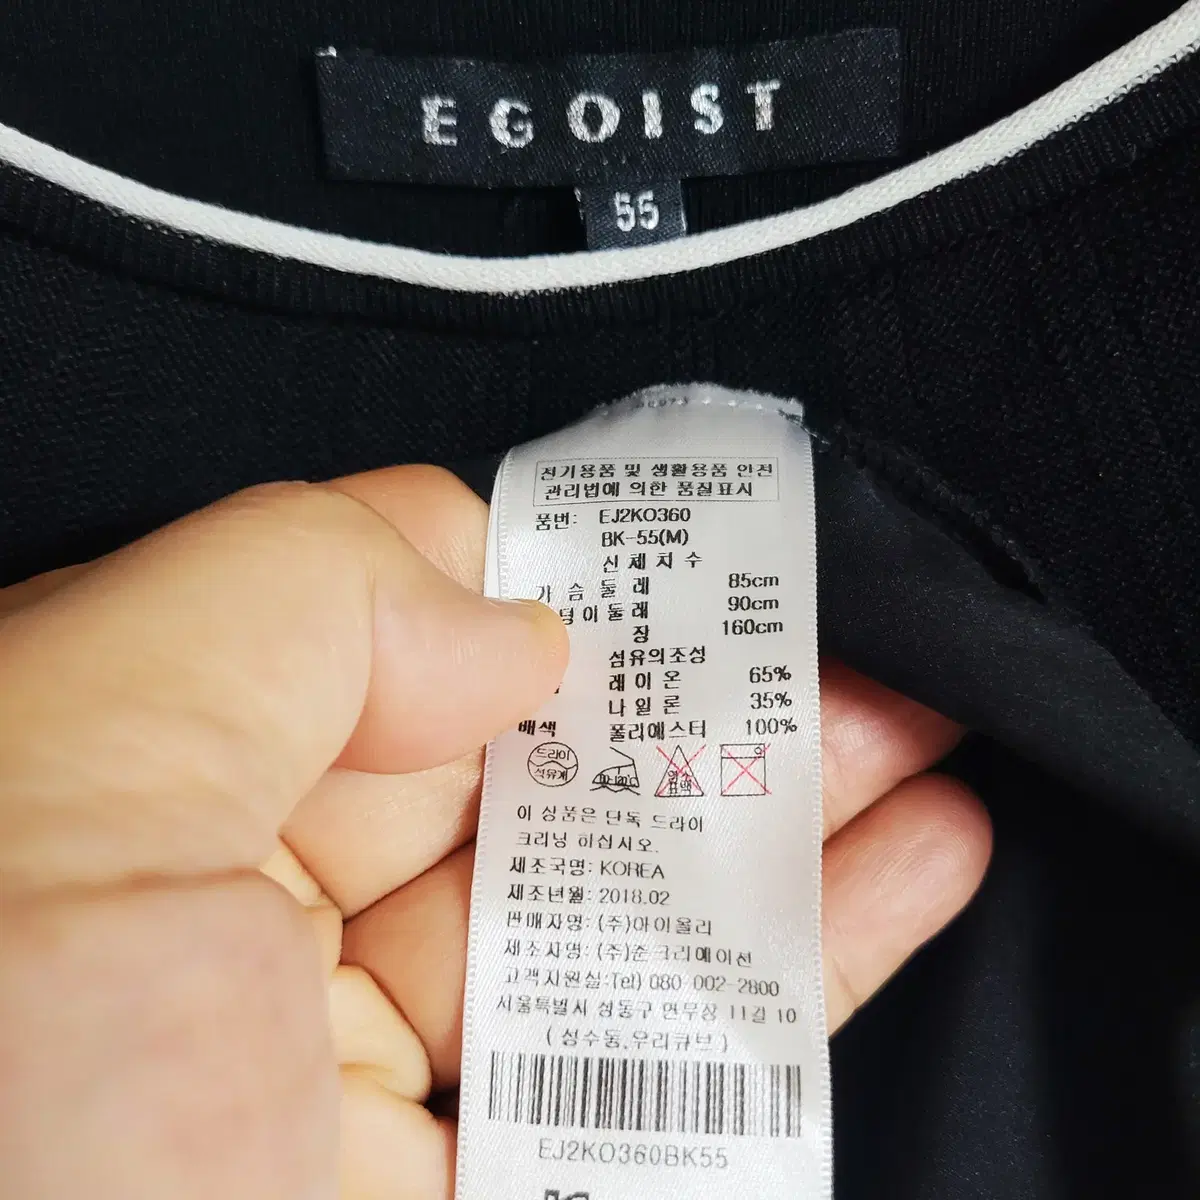 EGOIST
55
전기용품 및 생활용품 안전
관리법에 의한 품질표시
품번: EJ2KO360
BK-55(M)
신체치수
가슴둘레 85cm
덩이둘레 90cm
장 160cm
섬유의조성
레이온 65%
나일론 35%
배색 폴리에스터 100%
드라이
석유계
염소
표백
이 상품은 단독 드라이
크리닝 하십시오.
제조국명: KOREA
제조년월: 2018.02
판매자명: (주)아이올리
제조자명: (주)준크리에이션
고객지원실:Tel) 080-002-2800
서울특별시 성동구 연무장 11길 10
(성수동,우리큐브)
EJ2KO360BK55